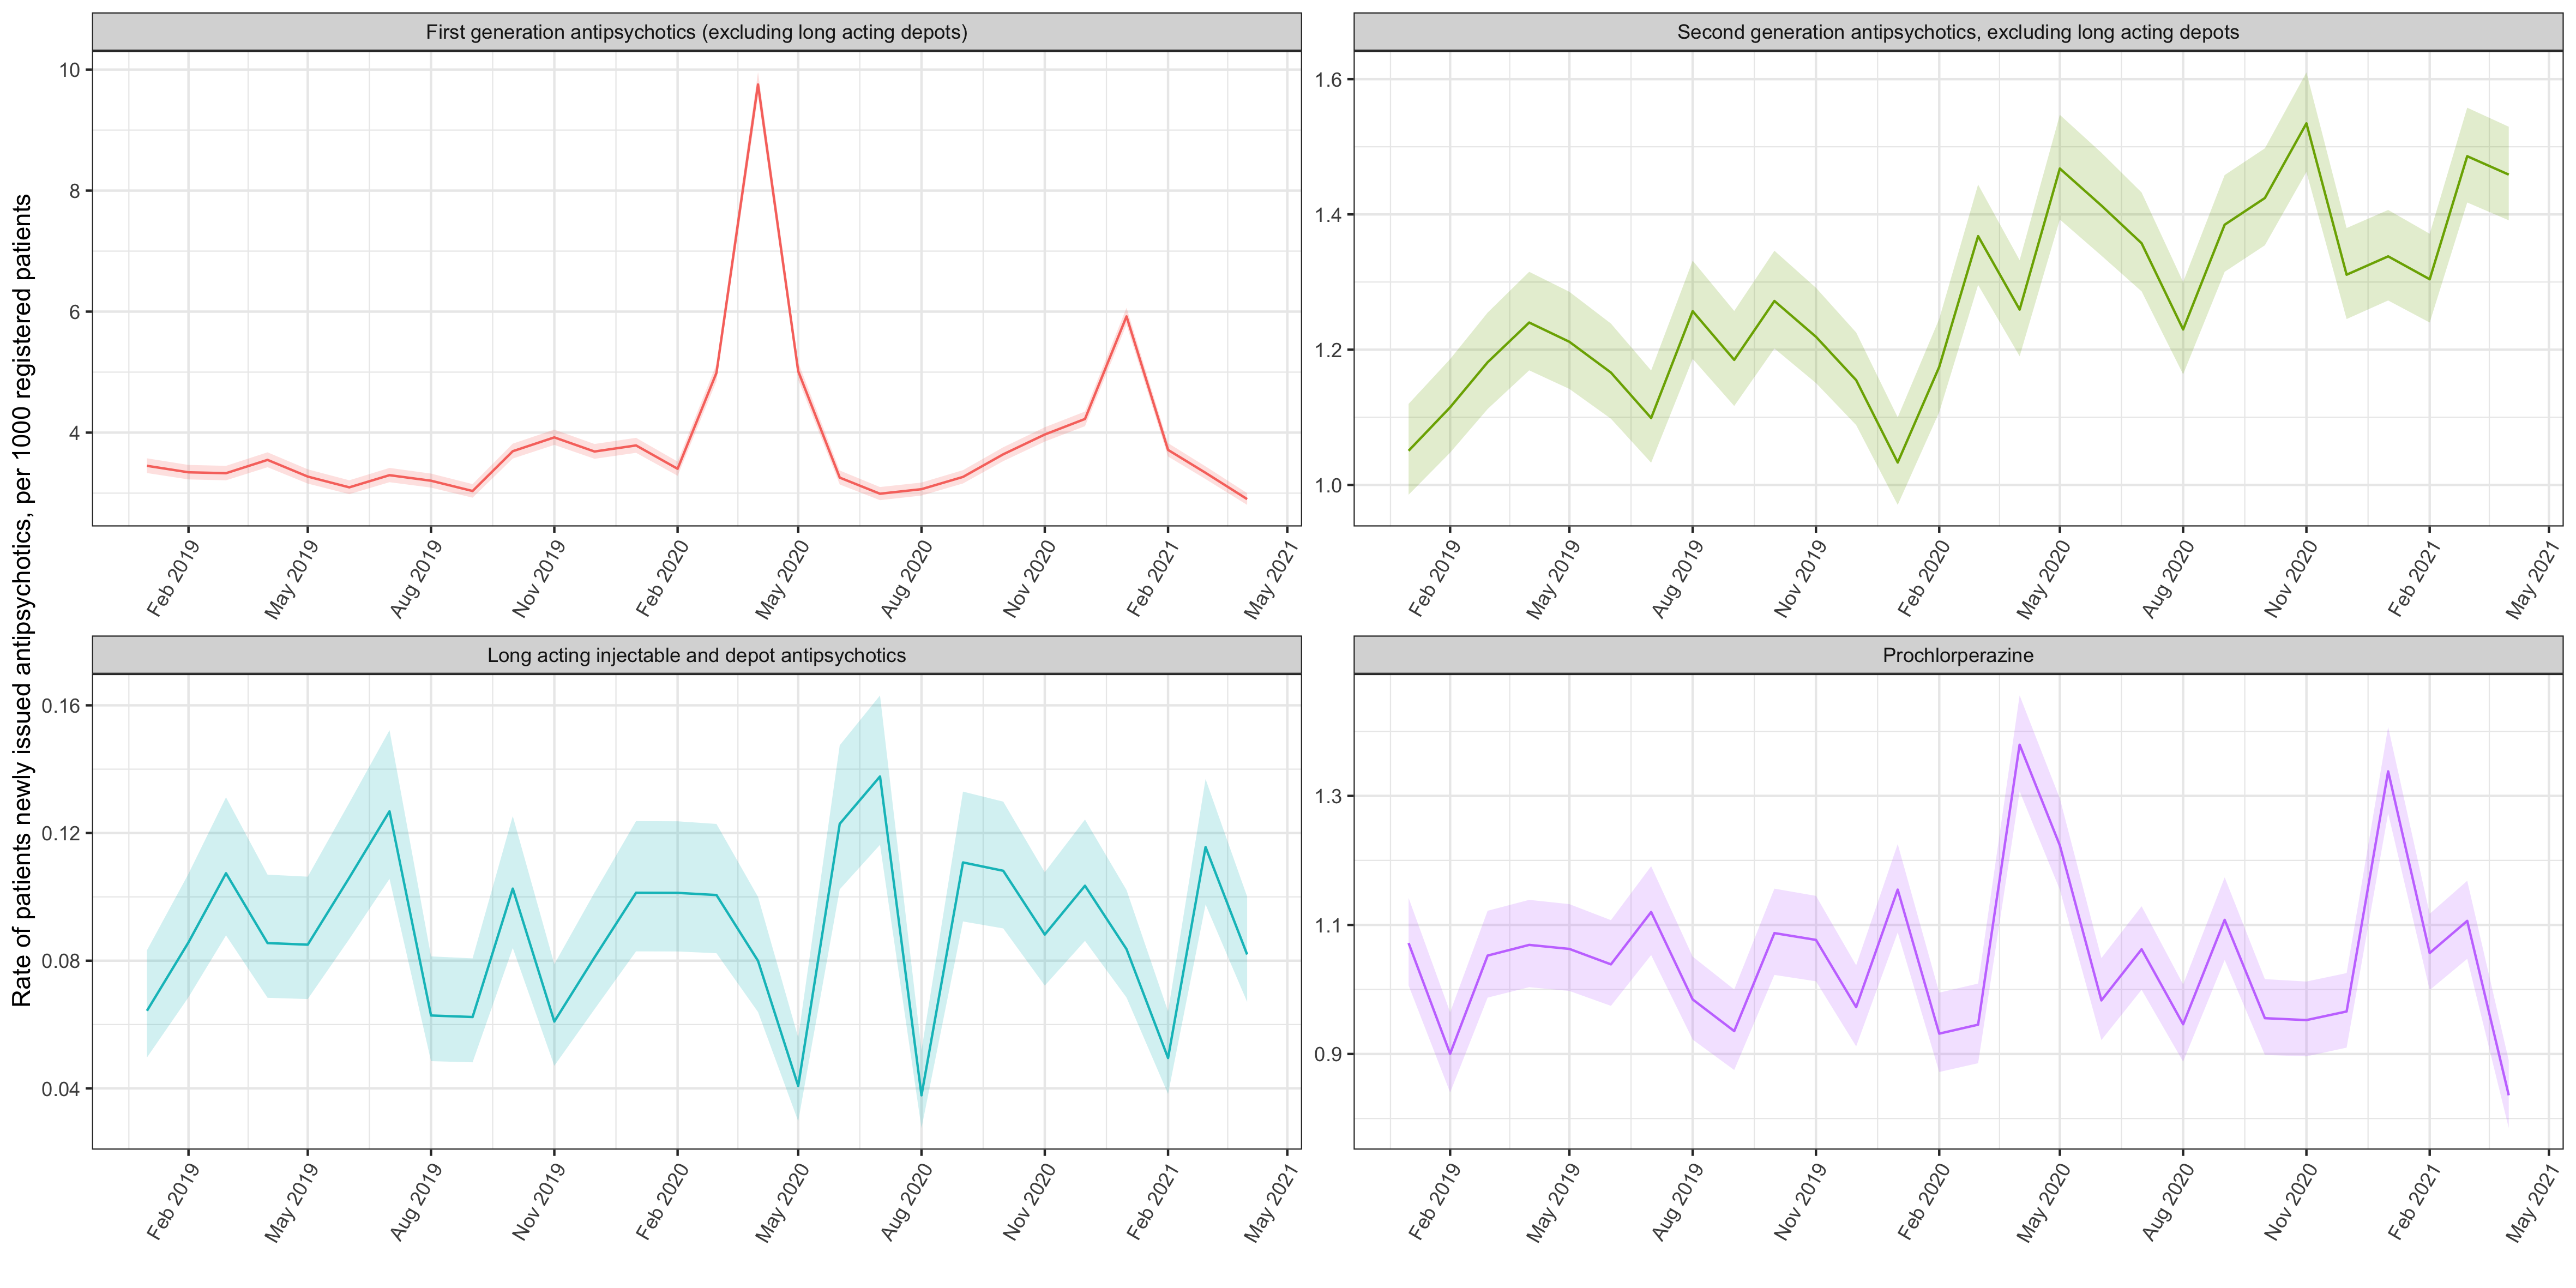 Rate of patients newly issued antipsychotics, per 1000 registered patients
First generation antipsychotics (excluding long acting depots)
10
8
6
4
Feb 2019
May 2019
Aug 2019
Nov 2019
Feb 2020
May 2020
Aug 2020
Nov 2020
Feb 2021
May 2021
Second generation antipsychotics, excluding long acting depots
1.6
1.4
1.2
1.0
Feb 2019
May 2019
Aug 2019
Nov 2019
Feb 2020
May 2020
Aug 2020
Nov 2020
Feb 2021
May 2021
Long acting injectable and depot antipsychotics
0.16
0.12
0.08
0.04
Feb 2019
May 2019
Aug 2019
Nov 2019
Feb 2020
May 2020
Aug 2020
Nov 2020
Feb 2021
May 2021
Prochlorperazine
1.3
1.1
0.9
Feb 2019
May 2019
Aug 2019
Nov 2019
Feb 2020
May 2020
Aug 2020
Nov 2020
Feb 2021
May 2021